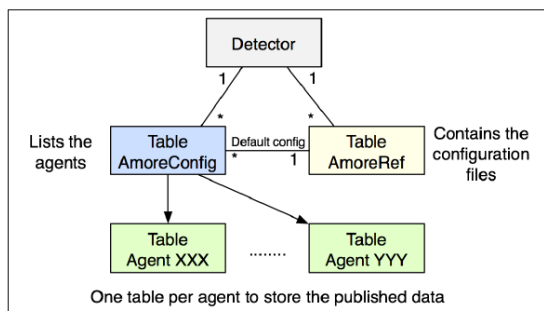 Detector
1 1
* *
Lists the
agents
Table
AmoreConfig
Default config
* 1
Table
AmoreRef
Contains the
configuration
files
Table
Agent XXX
........
Table
Agent YYY
One table per agent to store the published data